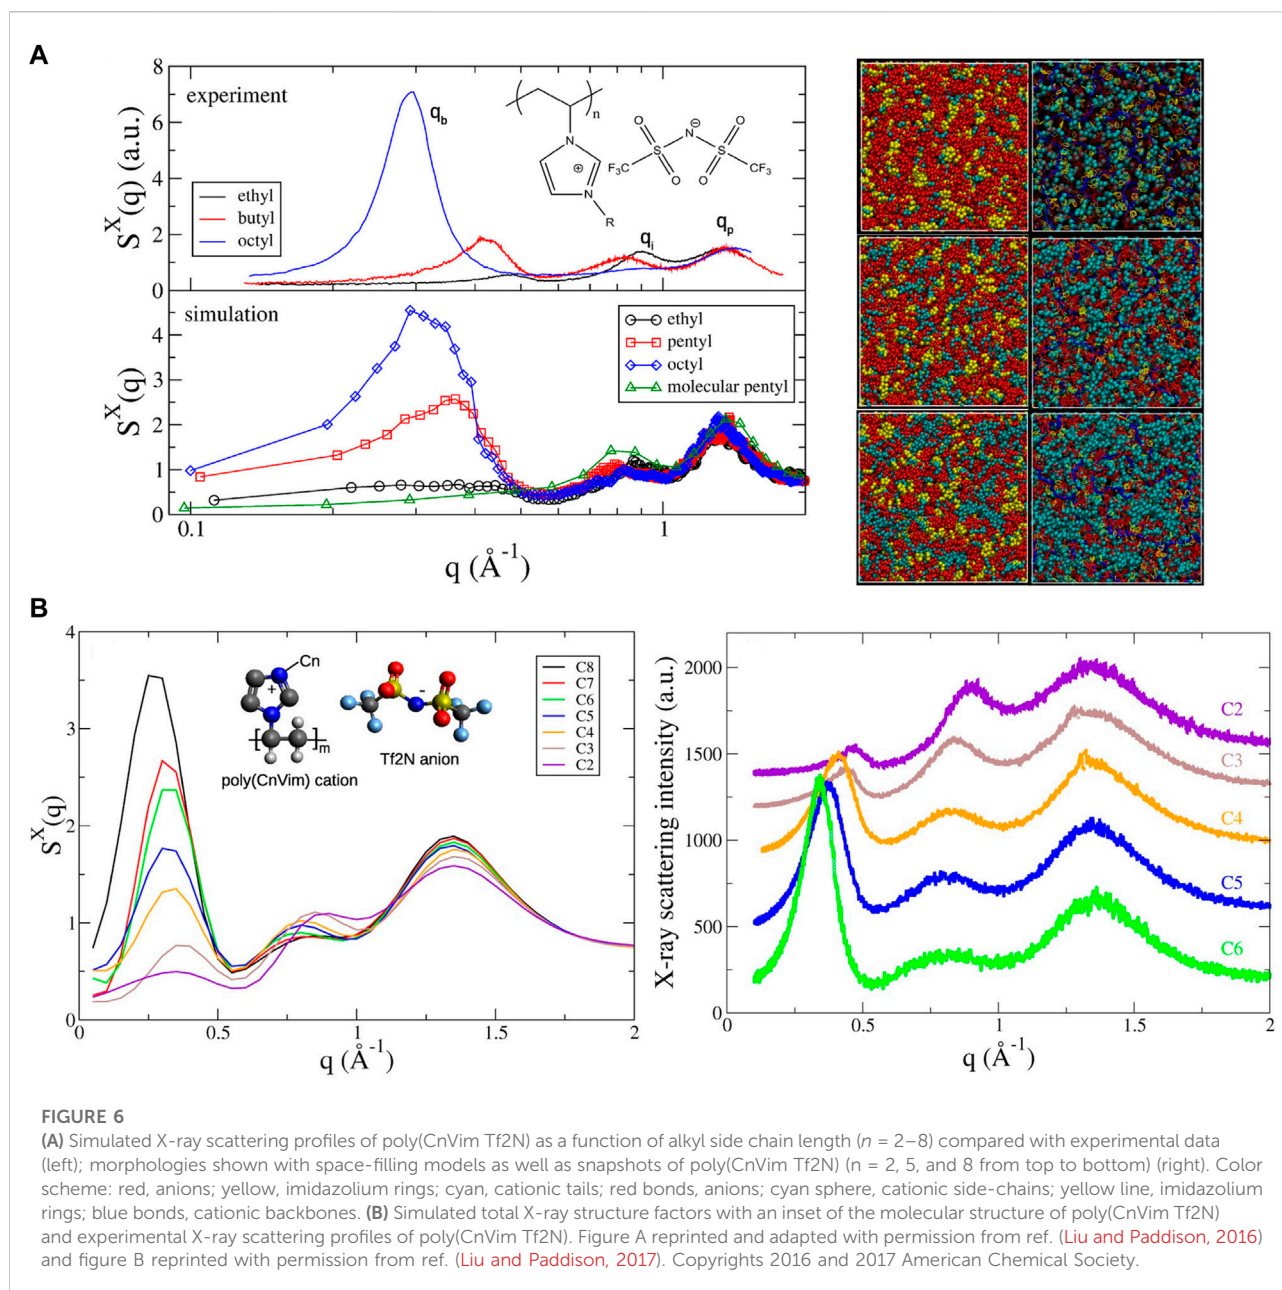 A
experiment
ethyl
butyl
octyl
q_b
q_i
q_p
n
N
⊕
N
R
O
O
⊖
N
S
S
F₃C
CF₃
O
O
S^X(q) (a.u.)
8
6
4
2
0
simulation
ethyl
pentyl
octyl
molecular pentyl
S^X(q)
4
3
2
1
0
0.1
1
q (Å⁻¹)
B
4
3
2
1
0
S^X(q)
Cn
+
[ ]m
poly(CnVim) cation
-
Tf2N anion
C8
C7
C6
C5
C4
C3
C2
0
0.5
1
1.5
2
q (Å⁻¹)
X-ray scattering intensity (a.u.)
2000
1500
1000
500
0
C2
C3
C4
C5
C6
0
0.5
1
1.5
2
q (Å⁻¹)
FIGURE 6
(A) Simulated X-ray scattering profiles of poly(CnVim Tf2N) as a function of alkyl side chain length (n = 2–8) compared with experimental data
(left); morphologies shown with space-filling models as well as snapshots of poly(CnVim Tf2N) (n = 2, 5, and 8 from top to bottom) (right). Color
scheme: red, anions; yellow, imidazolium rings; cyan, cationic tails; red bonds, anions; cyan sphere, cationic side-chains; yellow line, imidazolium
rings; blue bonds, cationic backbones. (B) Simulated total X-ray structure factors with an inset of the molecular structure of poly(CnVim Tf2N)
and experimental X-ray scattering profiles of poly(CnVim Tf2N). Figure A reprinted and adapted with permission from ref. (Liu and Paddison, 2016)
and figure B reprinted with permission from ref. (Liu and Paddison, 2017). Copyrights 2016 and 2017 American Chemical Society.